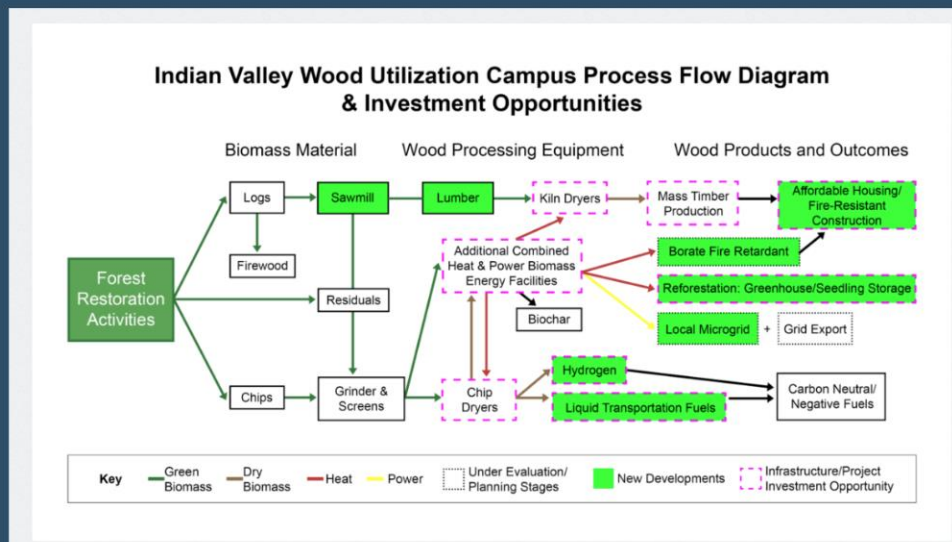 Indian Valley Wood Utilization Campus Process Flow Diagram
& Investment Opportunities
Biomass Material
Wood Processing Equipment
Wood Products and Outcomes
Forest
Restoration
Activities
Logs
Sawmill
Lumber
Kiln Dryers
Mass Timber
Production
Affordable Housing/
Fire-Resistant
Construction
Firewood
Additional Combined
Heat & Power Biomass
Energy Facilities
Borate Fire Retardant
Residuals
Reforestation: Greenhouse/Seedling Storage
Biochar
Local Microgrid
+
Grid Export
Chips
Grinder &
Screens
Chip
Dryers
Hydrogen
Liquid Transportation Fuels
Carbon Neutral/
Negative Fuels
Key
Green
Biomass
Dry
Biomass
Heat
Power
Under Evaluation/
Planning Stages
New Developments
Infrastructure/Project
Investment Opportunity